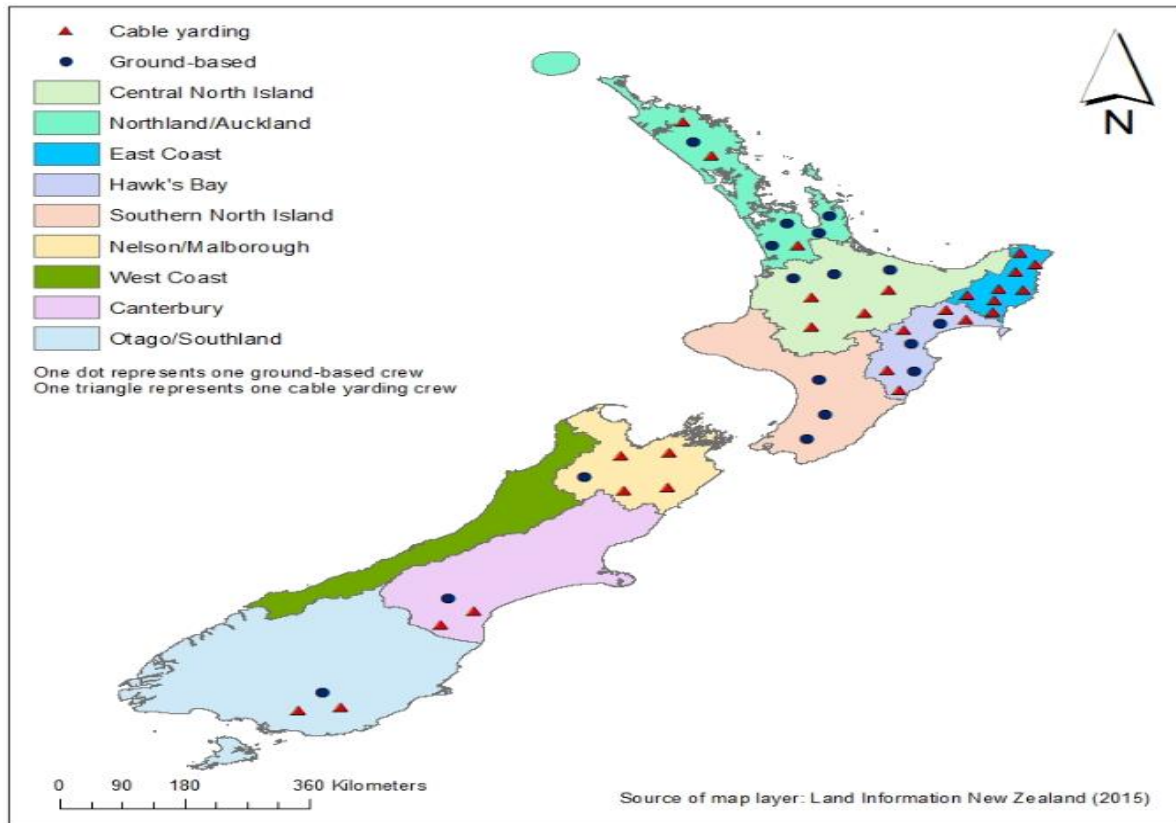 Cable yarding
Ground-based
Central North Island
Northland/Auckland
East Coast
Hawk's Bay
Southern North Island
Nelson/Malborough
West Coast
Canterbury
Otago/Southland
One dot represents one ground-based crew
One triangle represents one cable yarding crew
N
0 90 180 360 Kilometers
Source of map layer: Land Information New Zealand (2015)